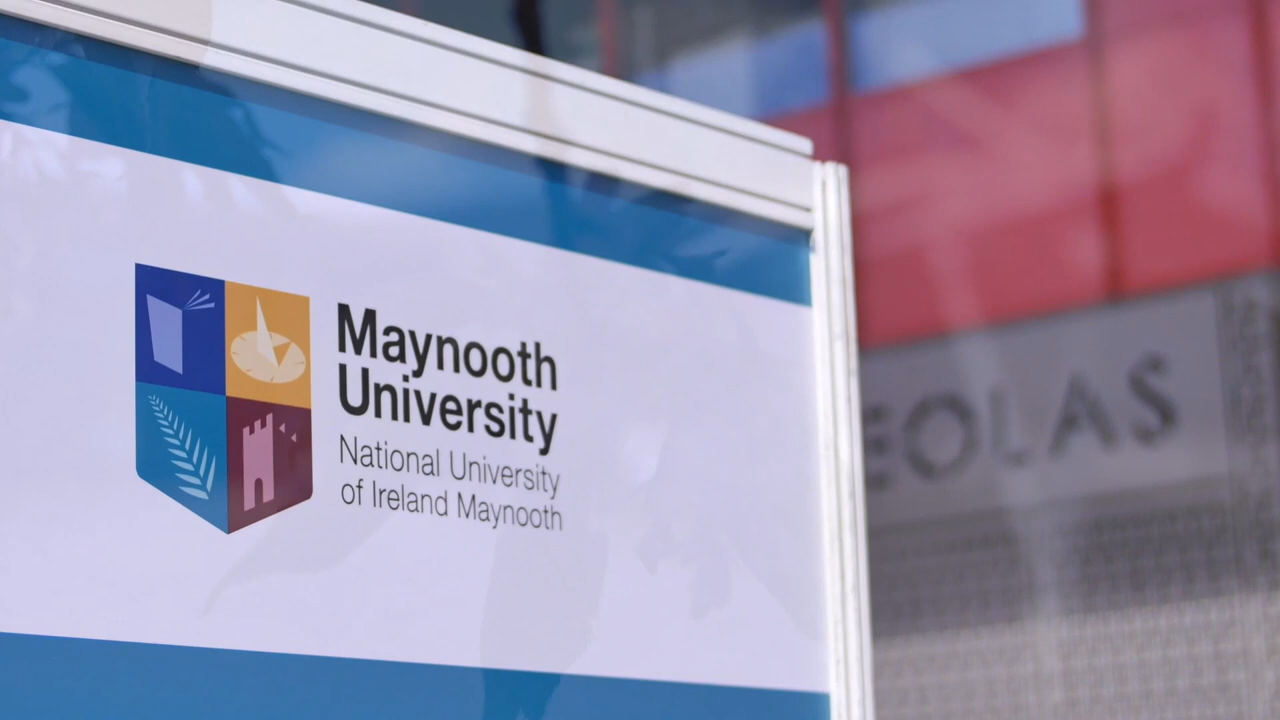 Maynooth
University
National University
of Ireland Maynooth
EOLAS